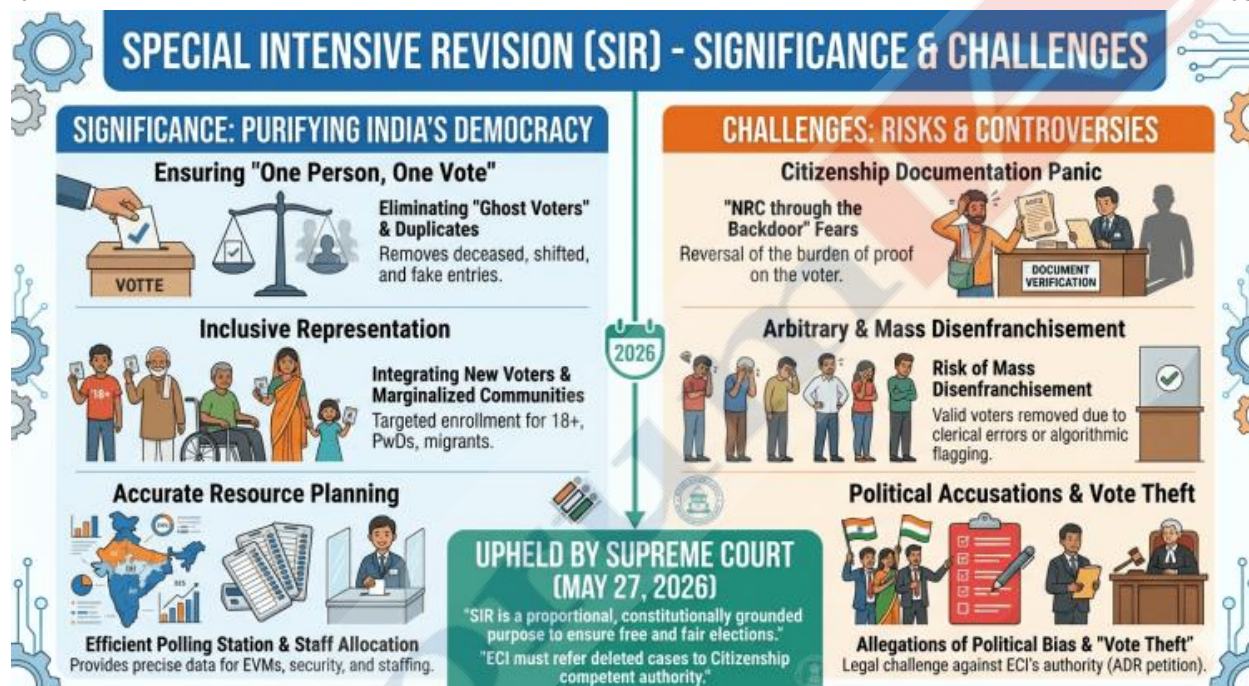 SPECIAL INTENSIVE REVISION (SIR) - SIGNIFICANCE & CHALLENGES
SIGNIFICANCE: PURIFYING INDIA'S DEMOCRACY
Ensuring "One Person, One Vote"
VOTTE
Eliminating "Ghost Voters"
& Duplicates
Removes deceased, shifted,
and fake entries.
Inclusive Representation
"18+
Integrating New Voters &
Marginalized Communities
Targeted enrollment for 18+,
PwDs, migrants.
Accurate Resource Planning
Efficient Polling Station & Staff Allocation
Provides precise data for EVMs, security, and staffing.
2026
UPHELD BY SUPREME COURT
(MAY 27, 2026)
"SIR is a proportional, constitutionally grounded
purpose to ensure free and fair elections."
"ECI must refer deleted cases to Citizenship
competent authority."
CHALLENGES: RISKS & CONTROVERSIES
Citizenship Documentation Panic
"NRC through the
Backdoor" Fears
Reversal of the burden of proof
on the voter.
DOCUMENT
VERIFICATION
Arbitrary & Mass Disenfranchisement
Risk of Mass
Disenfranchisement
Valid voters removed due to
clerical errors or algorithmic
flagging.
Political Accusations & Vote Theft
Allegations of Political Bias & "Vote Theft"
Legal challenge against ECI's authority (ADR petition).